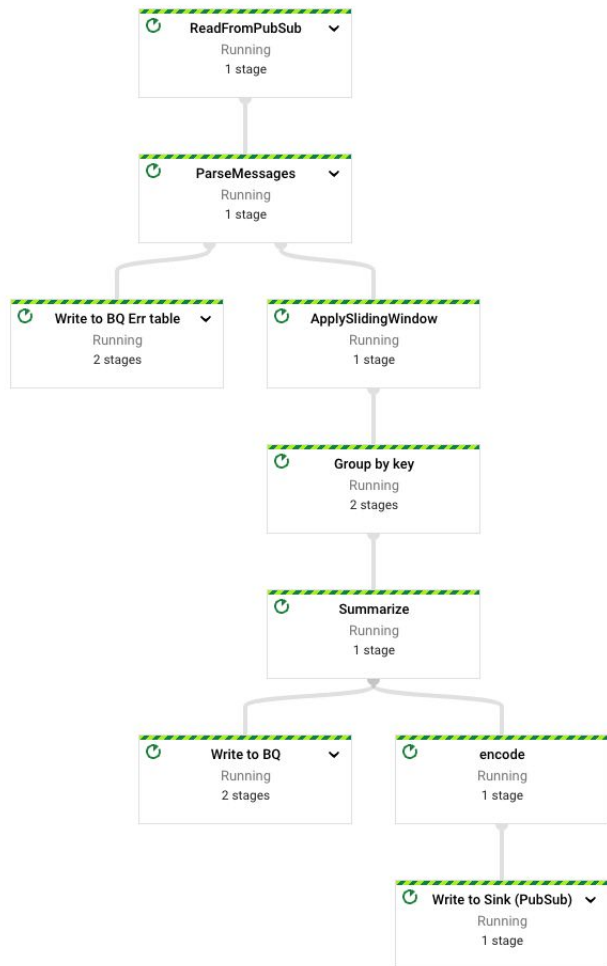 ReadFromPubSub
Running
1 stage
ParseMessages
Running
1 stage
Write to BQ Err table
Running
2 stages
ApplySlidingWindow
Running
1 stage
Group by key
Running
2 stages
Summarize
Running
1 stage
Write to BQ
Running
2 stages
encode
Running
1 stage
Write to Sink (PubSub)
Running
1 stage